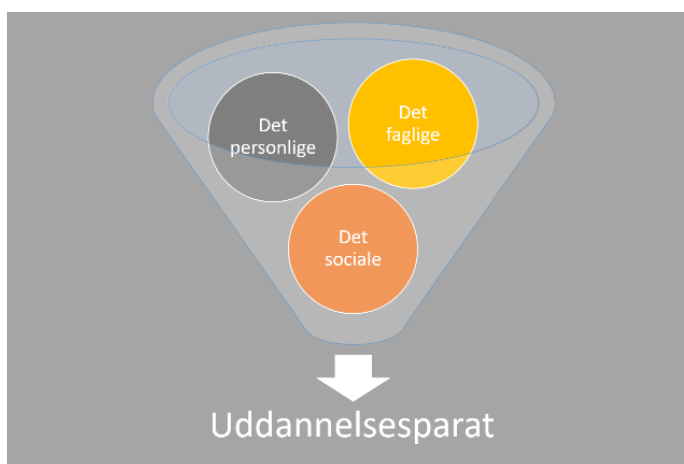 Det
personlige
Det
faglige
Det
sociale
Uddannelsesparat